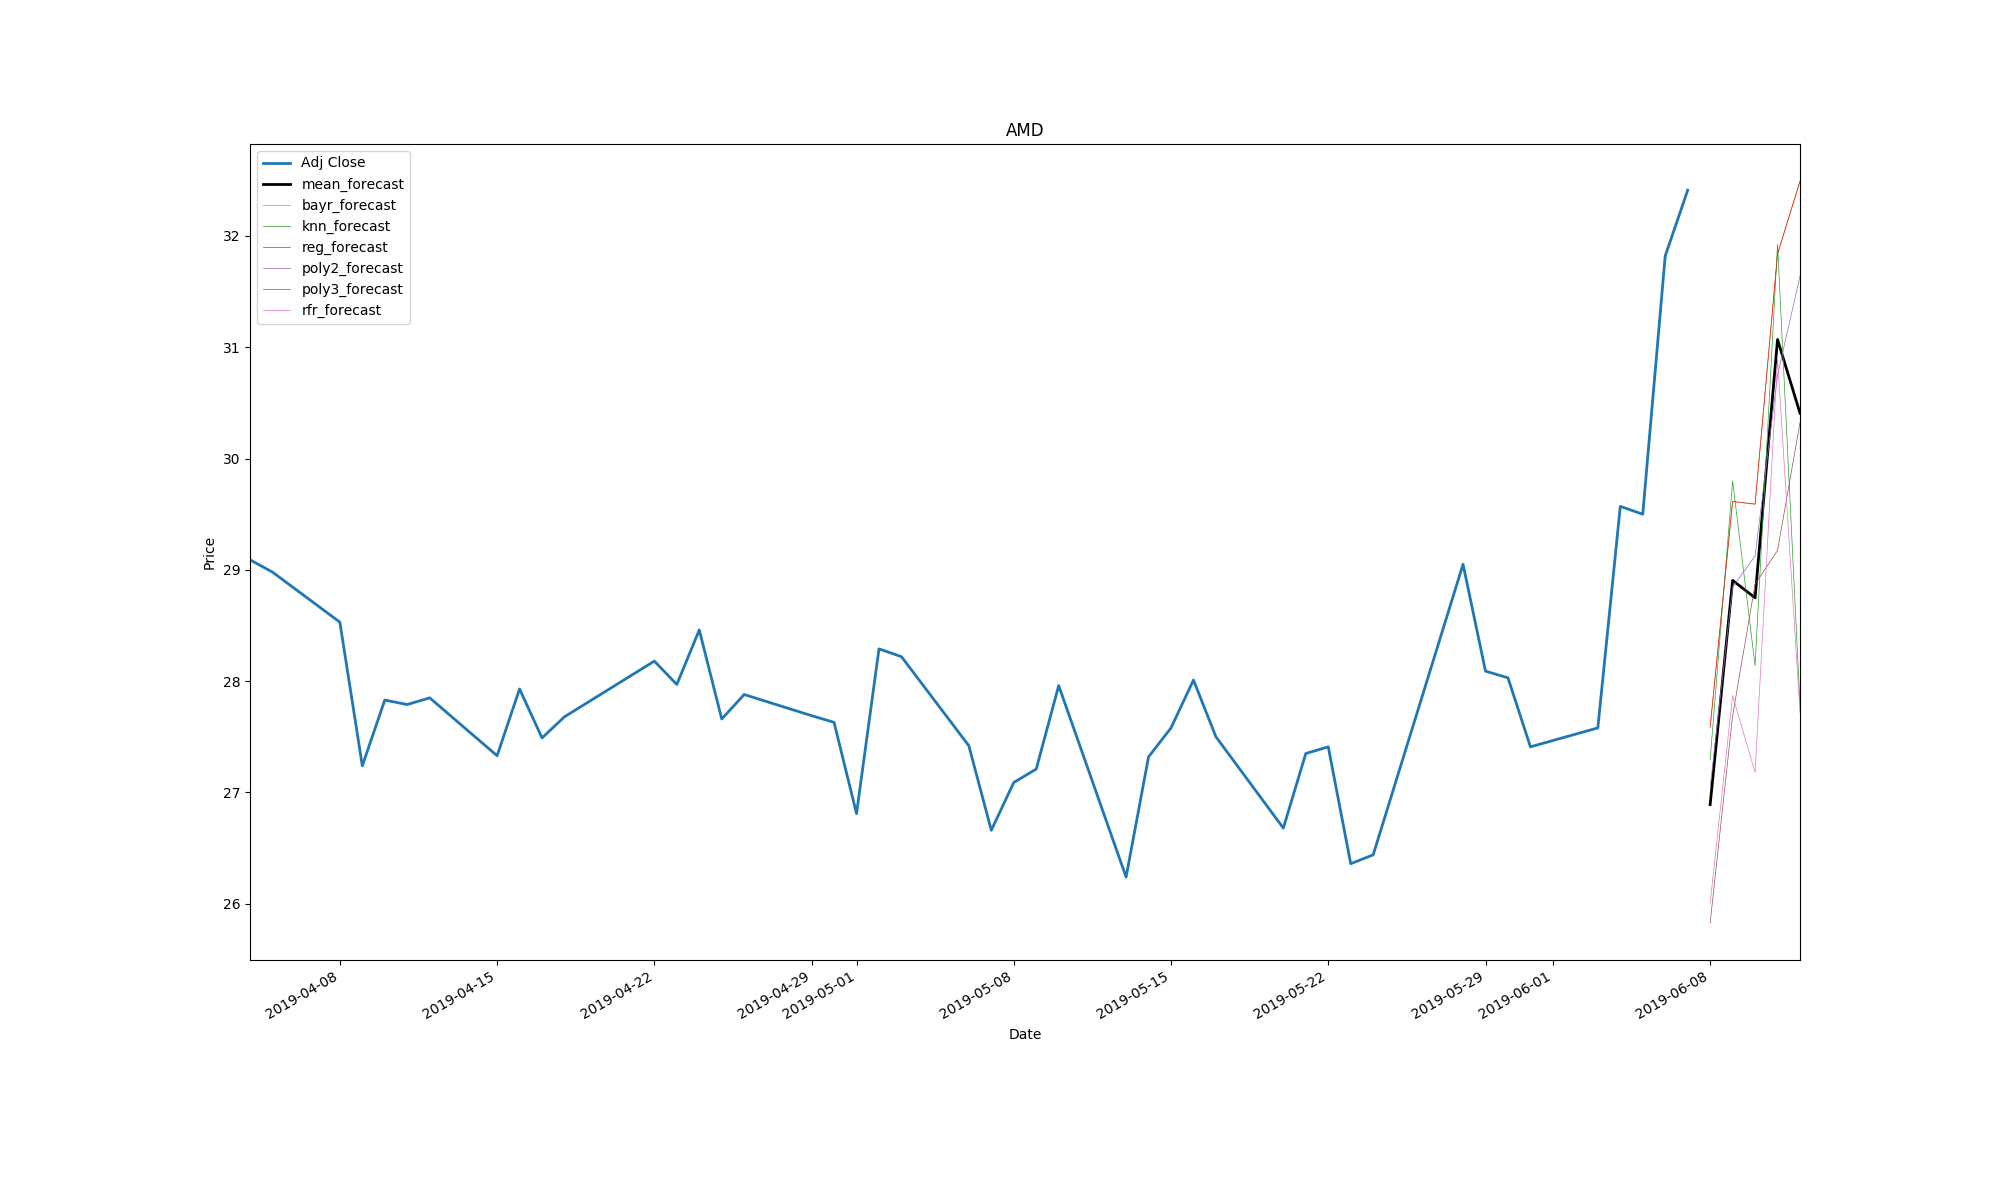 AMD
Adj Close
mean_forecast
bayr_forecast
knn_forecast
reg_forecast
poly2_forecast
poly3_forecast
rfr_forecast
32
31
30
29
28
27
26
Price
2019-04-08
2019-04-15
2019-04-22
2019-04-29
2019-05-01
2019-05-08
2019-05-15
2019-05-22
2019-05-29
2019-06-01
2019-06-08
Date